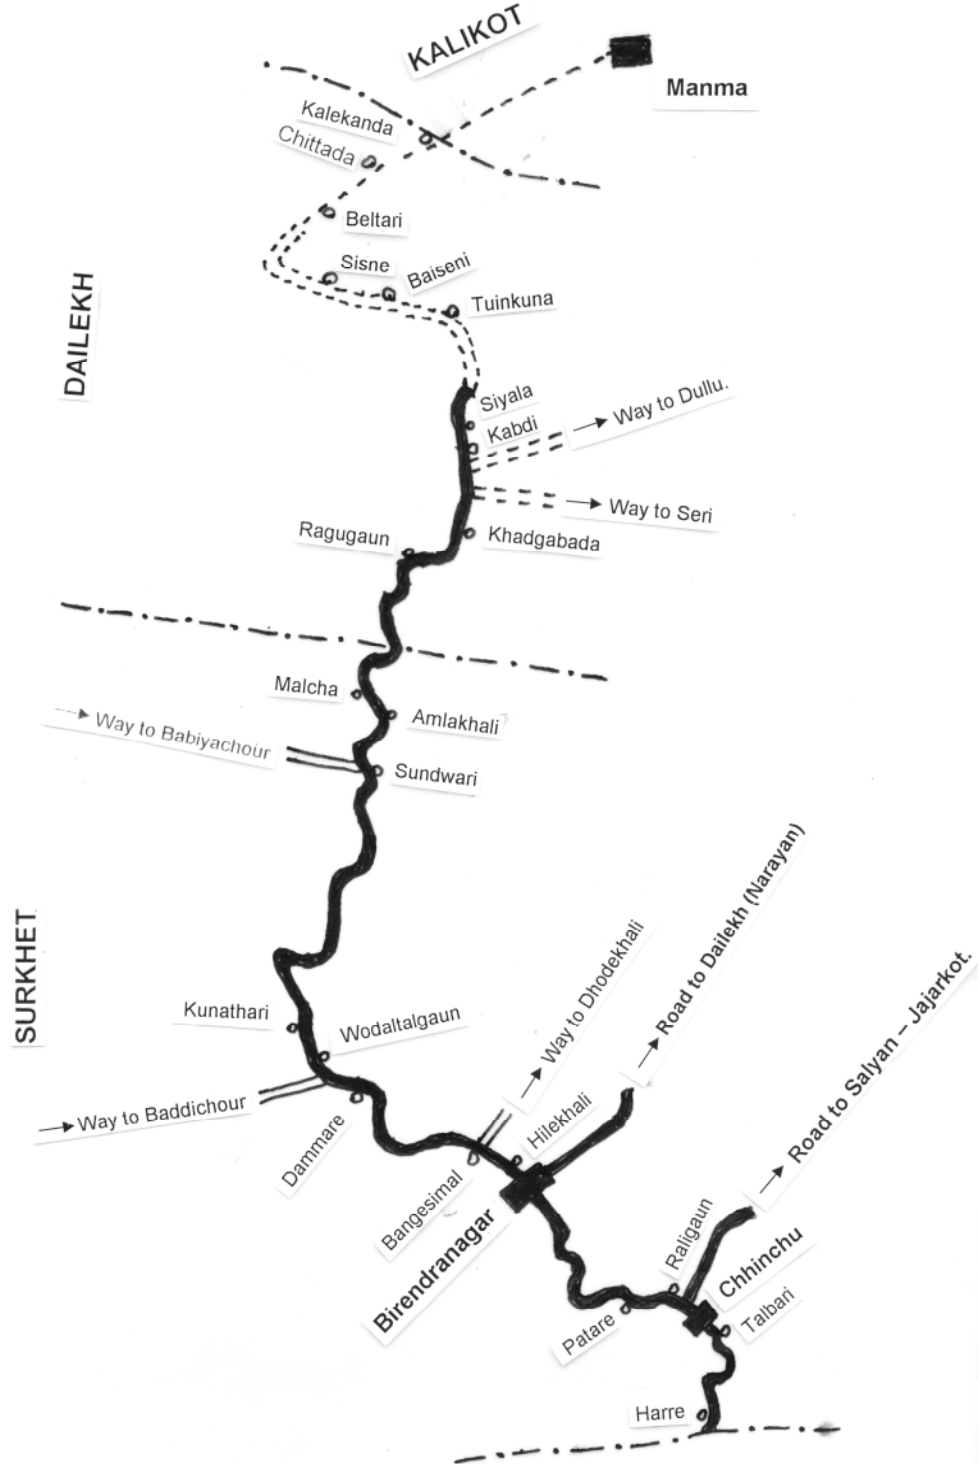 KALIKOT
Manma
Kalekanda
Chittada
Beltari
Sisne
Baiseni
Tuinkuna
DAILEKH
Siyala
Kabdi
Way to Dullu.
Way to Seri
Khadgabada
Ragugaun
Malcha
Amlakhali
Way to Babiyachour
Sundwari
SURKHET
Kunathari
Wodaltalgaun
Way to Baddichour
Dammare
Way to Dhodekhali
Road to Dailekh (Narayan)
Road to Salyan – Jajarkot.
Hilekhali
Bangesimal
Birendranagar
Raligaun
Chhinchu
Talbari
Patare
Harre